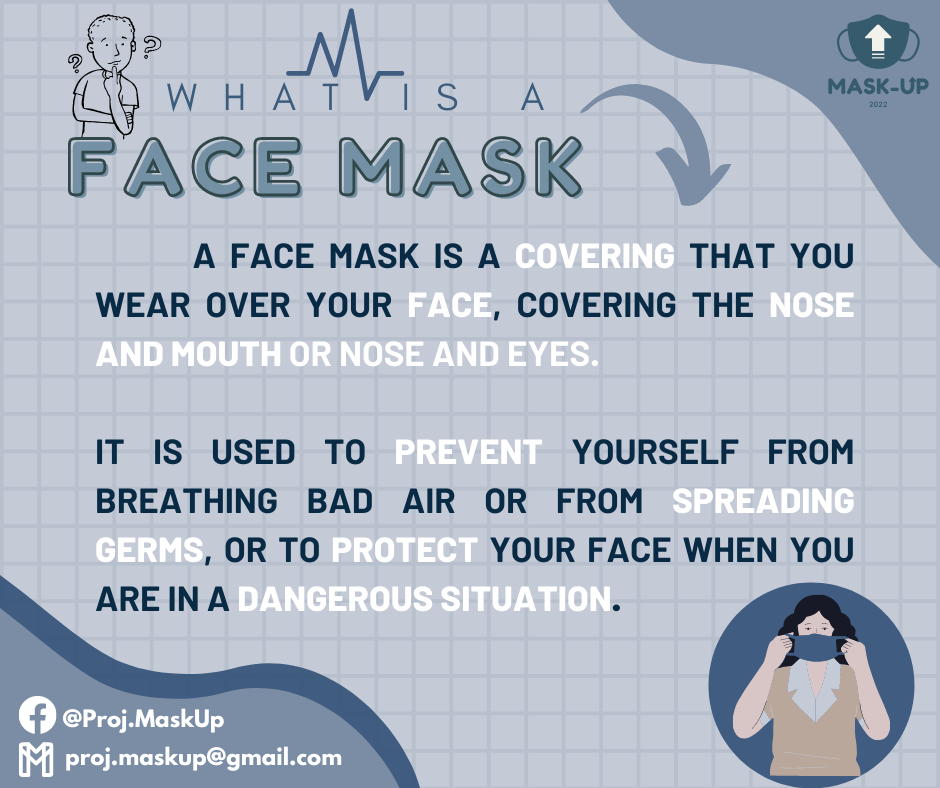 WHAT IS A
FACE MASK
MASK-UP
2022
A FACE MASK IS A COVERING THAT YOU
WEAR OVER YOUR FACE, COVERING THE NOSE
AND MOUTH OR NOSE AND EYES.
IT IS USED TO PREVENT YOURSELF FROM
BREATHING BAD AIR OR FROM SPREADING
GERMS, OR TO PROTECT YOUR FACE WHEN YOU
ARE IN A DANGEROUS SITUATION.
@Proj.MaskUp
proj.maskup@gmail.com